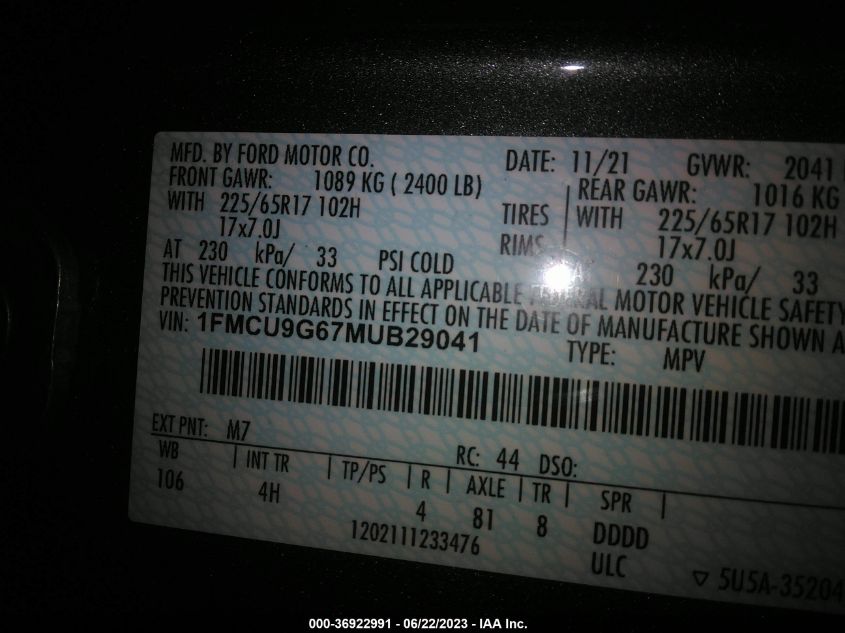 MFD. BY FORD MOTOR CO. DATE: 11/21 GVWR: 2041
FRONT GAWR: 1089 KG ( 2400 LB) REAR GAWR: 1016 KG
WITH 225/65R17 102H TIRES WITH 225/65R17 102H
17x7.0J RIMS 17x7.0J
AT 230 kPa/ 33 PSI COLD 230 kPa/ 33
THIS VEHICLE CONFORMS TO ALL APPLICABLE FEDERAL MOTOR VEHICLE SAFETY
PREVENTION STANDARDS IN EFFECT ON THE DATE OF MANUFACTURE SHOWN A
VIN: 1FMCU9G67MUB29041 TYPE: MPV
EXT PNT: M7 RC: 44 DSO:
WB INT TR TP/PS R AXLE TR SPR
106 4H 4 81 8 DDDD
1202111233476 ULC
5U5A-35204
000-36922991 - 06/22/2023 - IAA Inc.